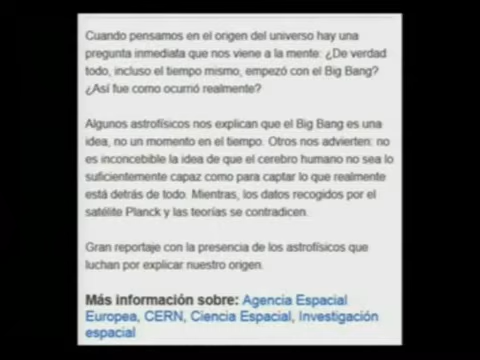 Cuando pensamos en el origen del universo hay una
pregunta inmediata que nos viene a la mente: ¿De verdad
todo, incluso el tiempo mismo, empezó con el Big Bang?
¿Así fue como ocurrió realmente?
Algunos astrofísicos nos explican que el Big Bang es una
idea, no un momento en el tiempo. Otros nos advierten: no
es inconcebible la idea de que el cerebro humano no sea lo
suficientemente capaz como para captar lo que realmente
está detrás de todo. Mientras, los datos recogidos por el
satélite Planck y las teorías se contradicen.
Gran reportaje con la presencia de los astrofísicos que
luchan por explicar nuestro origen.
Más información sobre: Agencia Espacial
Europea, CERN, Ciencia Espacial, Investigación
espacial